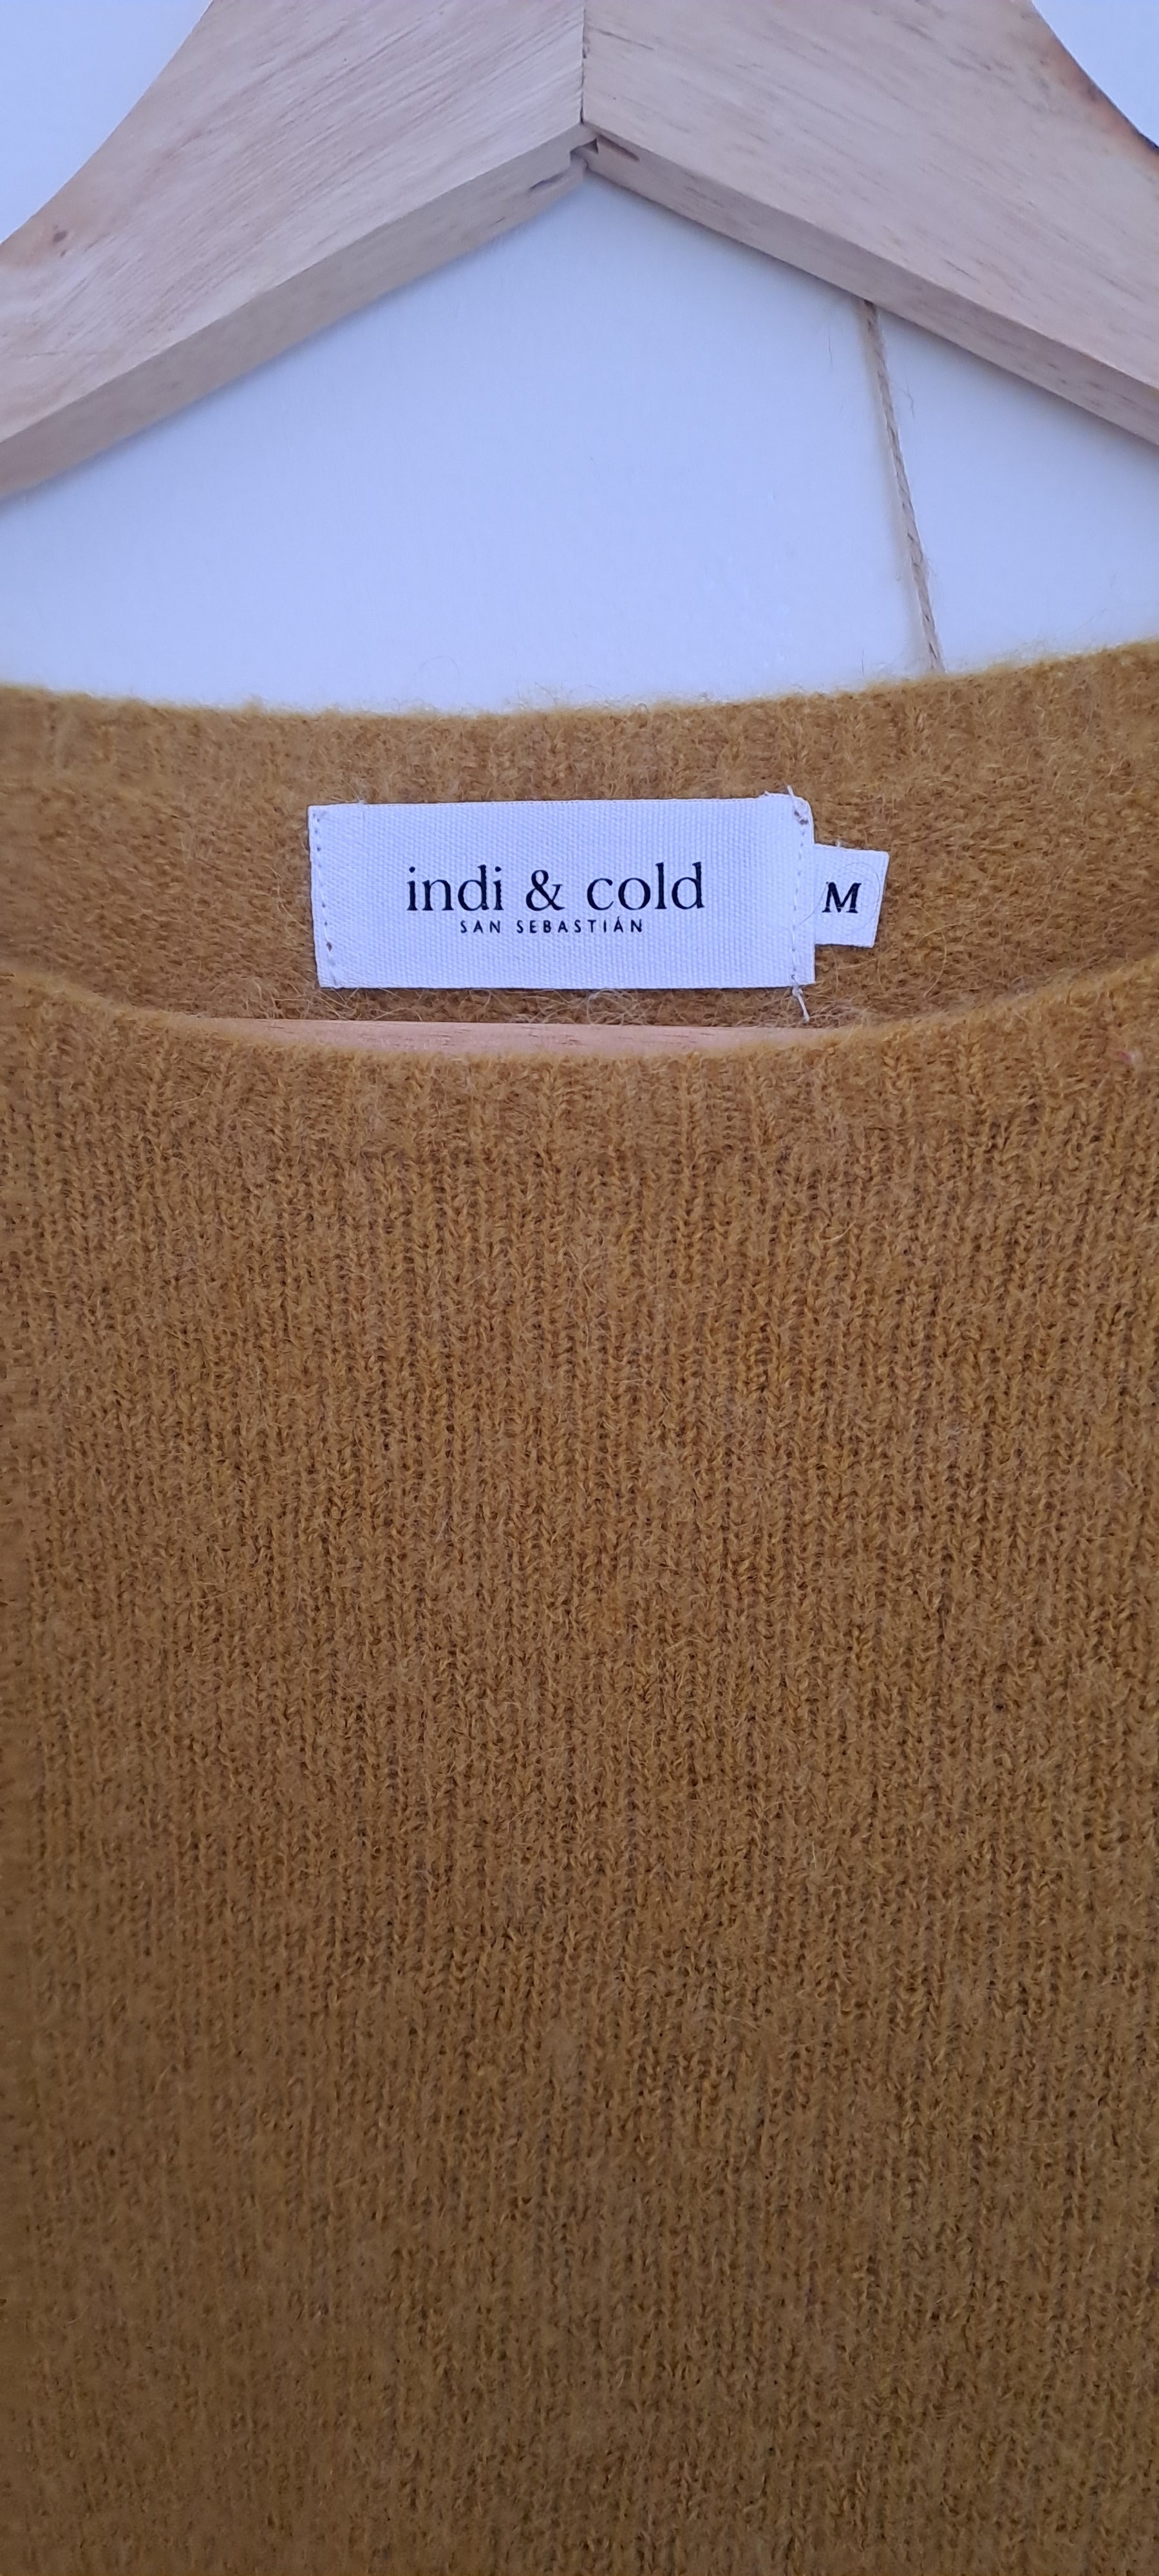 indi & cold
SAN SEBASTIÁN
M